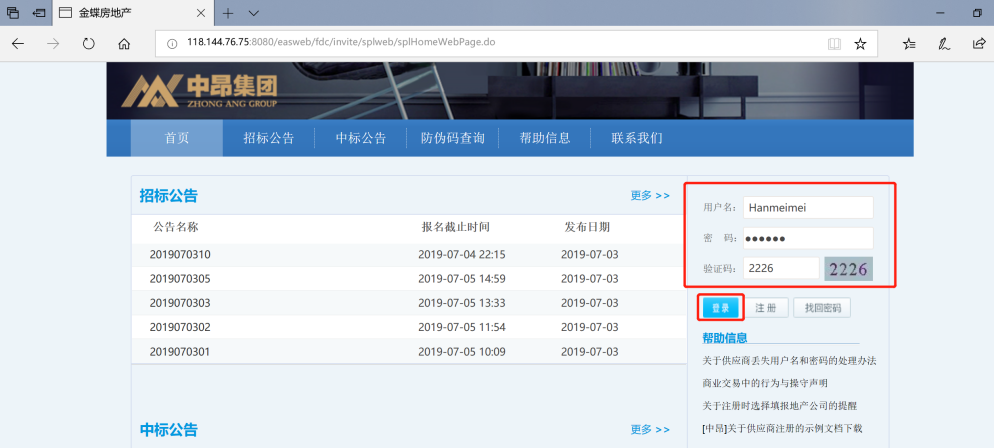 金蝶房地产
118.144.76.75:8080/easweb/fdc/invite/splweb/splHomeWebPage.do
中昂集团
ZHONG ANG GROUP
首页 招标公告 中标公告 防伪码查询 帮助信息 联系我们
招标公告 更多 >>
公告名称 报名截止时间 发布日期
2019070310 2019-07-04 22:15 2019-07-03
2019070305 2019-07-05 14:59 2019-07-03
2019070303 2019-07-05 13:33 2019-07-03
2019070302 2019-07-05 11:54 2019-07-03
2019070301 2019-07-05 10:09 2019-07-03
中标公告 更多 >>
用户名: Hanmeimei
密 码: ●●●●●●
验证码: 2226 2226
登录 注 册 找回密码
帮助信息
关于供应商丢失用户名和密码的处理办法
商业交易中的行为与操守声明
关于注册时选择填报地产公司的提醒
[中昂]关于供应商注册的示例文档下载